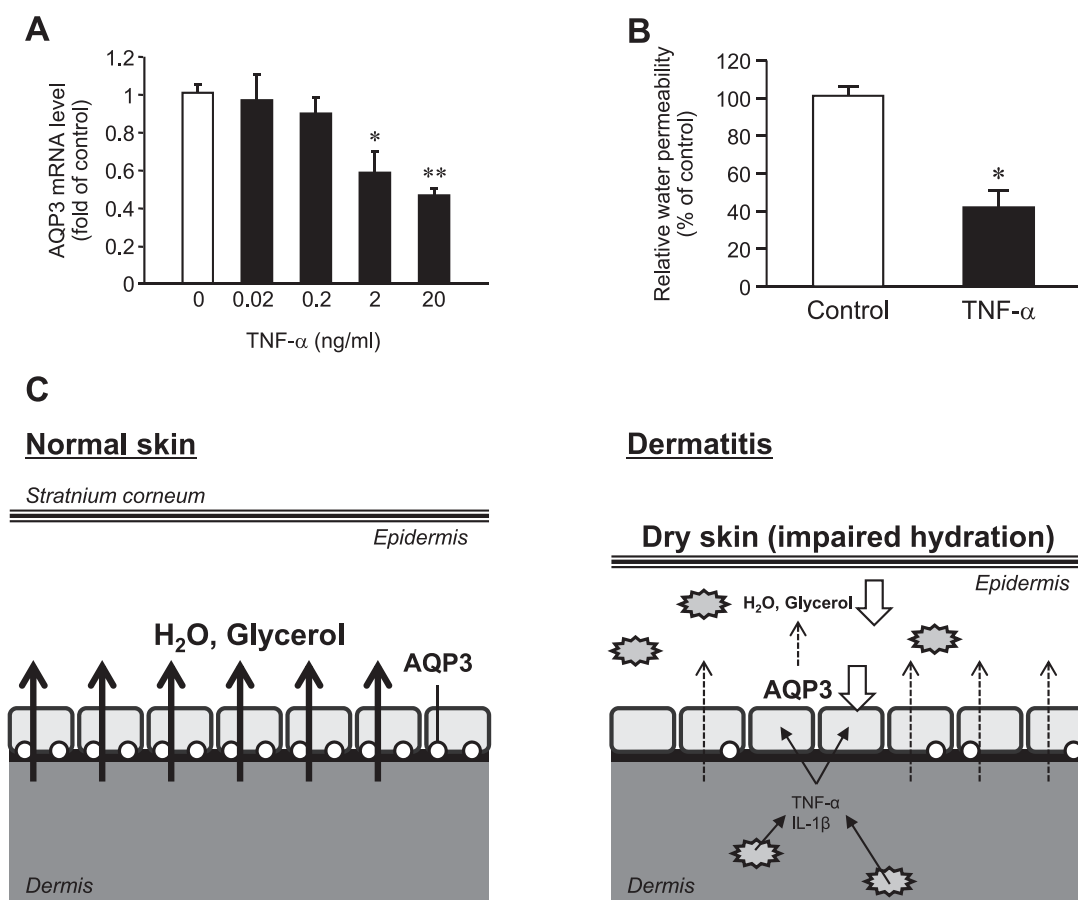 A
AQP3 mRNA level
(fold of control)
1.2
1
0.8
0.6
0.4
0.2
0
*
**
0 0.02 0.2 2 20
TNF-α (ng/ml)
B
Relative water permeability
(% of control)
120
100
80
60
40
20
0
*
Control TNF-α
C
Normal skin
Stratnium corneum
Epidermis
H₂O, Glycerol
AQP3
Dermis
Dermatitis
Dry skin (impaired hydration)
Epidermis
H₂O, Glycerol
AQP3
TNF-α
IL-1β
Dermis